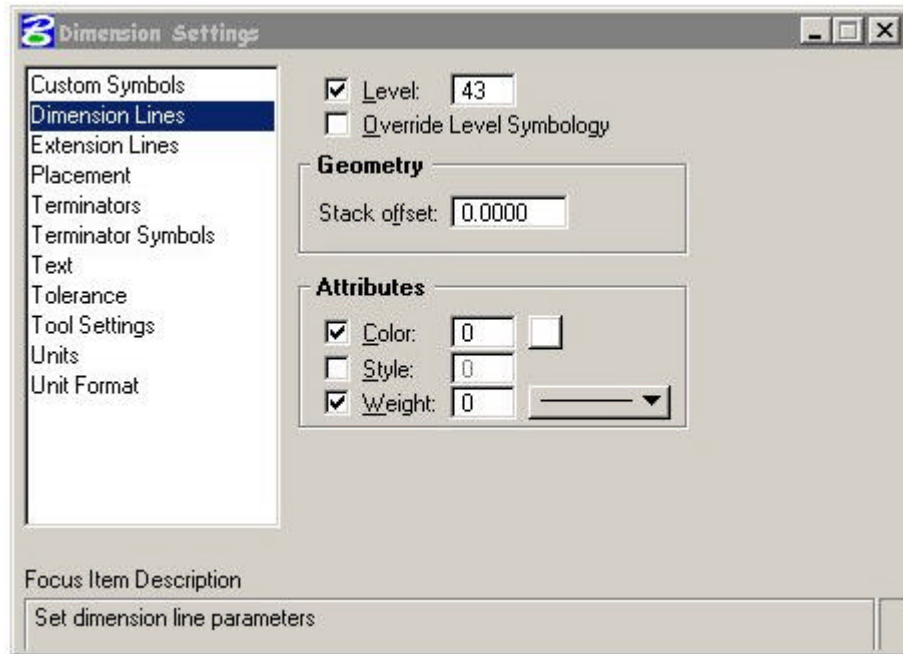 Dimension Settings
Custom Symbols
Dimension Lines
Extension Lines
Placement
Terminators
Terminator Symbols
Text
Tolerance
Tool Settings
Units
Unit Format
Level: 43
Override Level Symbology
Geometry
Stack offset: 0.0000
Attributes
Color: 0
Style: 0
Weight: 0
Focus Item Description
Set dimension line parameters